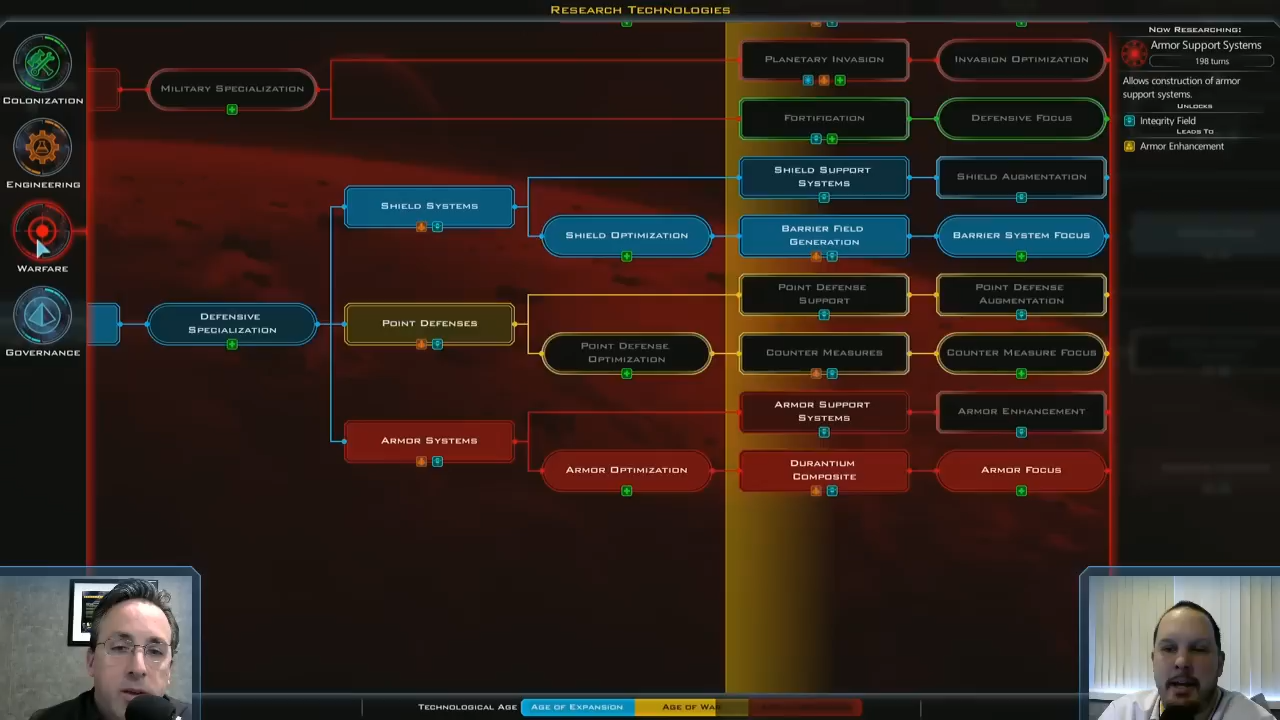 Research Technologies
Colonization
Engineering
Warfare
Governance
Military Specialization
Planetary Invasion
Invasion Optimization
Fortification
Defensive Focus
Shield Systems
Shield Support
Systems
Shield Augmentation
Shield Optimization
Barrier Field
Generation
Barrier System Focus
Defensive
Specialization
Point Defenses
Point Defense
Support
Point Defense
Augmentation
Point Defense
Optimization
Counter Measures
Counter Measure Focus
Armor Systems
Armor Support
Systems
Armor Enhancement
Armor Optimization
Durantium
Composite
Armor Focus
Now Researching:
Armor Support Systems
198 turns
Allows construction of armor
support systems.
Unlocks
Integrity Field
Leads To
Armor Enhancement
Technological Age
Age of Expansion
Age of War